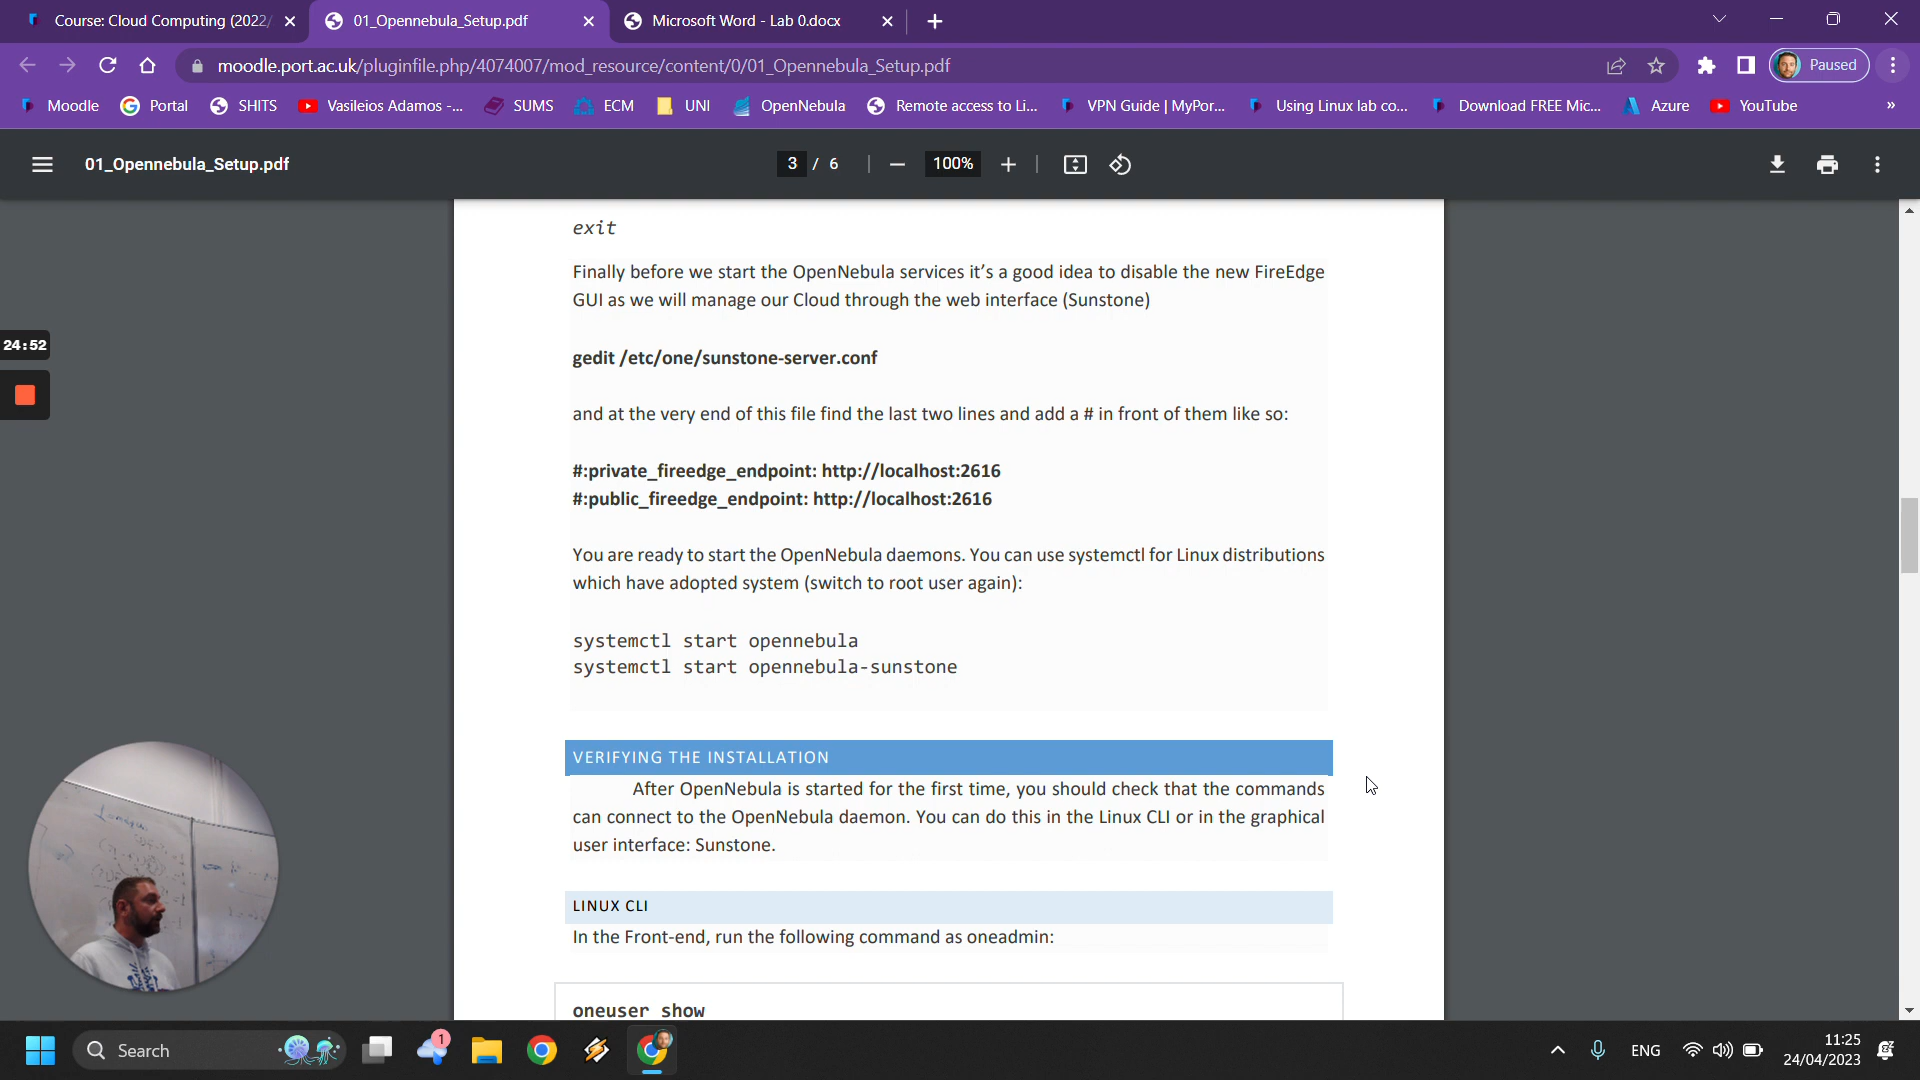 Course: Cloud Computing (2022/
01_Opennebula_Setup.pdf
Microsoft Word - Lab 0.docx
moodle.port.ac.uk/pluginfile.php/4074007/mod_resource/content/0/01_Opennebula_Setup.pdf
Paused
Moodle
Portal
SHITS
Vasileios Adamos -...
SUMS
ECM
UNI
OpenNebula
Remote access to Li...
VPN Guide | MyPor...
Using Linux lab co...
Download FREE Mic...
Azure
YouTube
»
01_Opennebula_Setup.pdf
3 / 6
100%
exit
Finally before we start the OpenNebula services it’s a good idea to disable the new FireEdge
GUI as we will manage our Cloud through the web interface (Sunstone)
24:52
gedit /etc/one/sunstone-server.conf
and at the very end of this file find the last two lines and add a # in front of them like so:
#:private_fireedge_endpoint: http://localhost:2616
#:public_fireedge_endpoint: http://localhost:2616
You are ready to start the OpenNebula daemons. You can use systemctl for Linux distributions
which have adopted system (switch to root user again):
systemctl start opennebula
systemctl start opennebula-sunstone
VERIFYING THE INSTALLATION
After OpenNebula is started for the first time, you should check that the commands
can connect to the OpenNebula daemon. You can do this in the Linux CLI or in the graphical
user interface: Sunstone.
LINUX CLI
In the Front-end, run the following command as oneadmin:
oneuser show
Search
1
ENG
11:25
24/04/2023